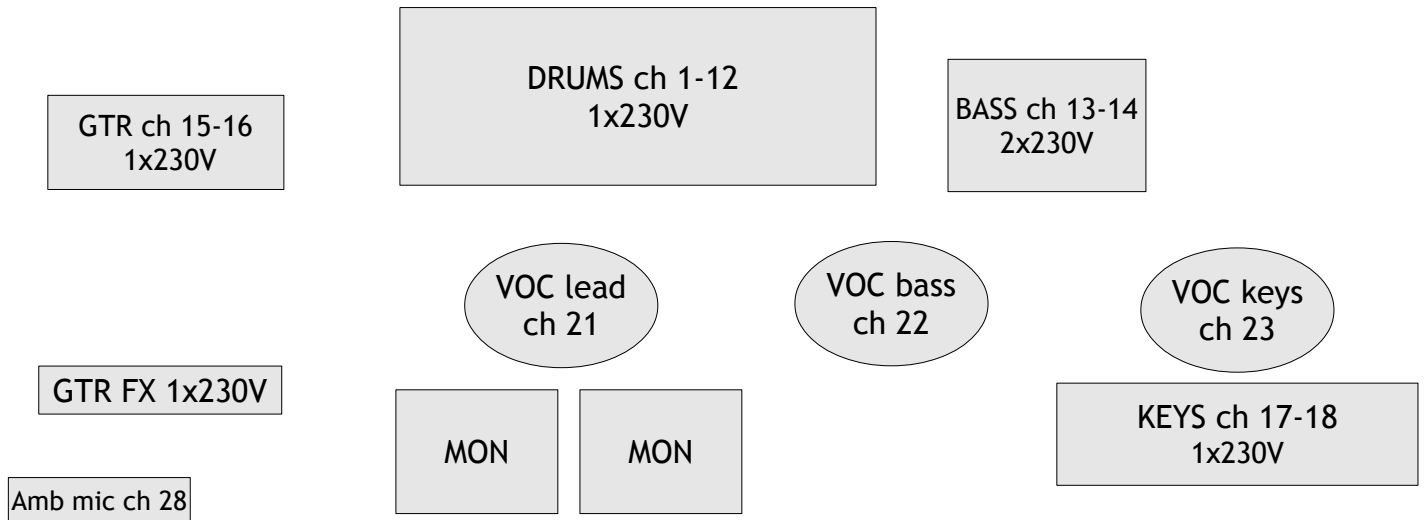 DRUMS ch 1-12
1x230V
BASS ch 13-14
2x230V
GTR ch 15-16
1x230V
VOC lead
ch 21
VOC bass
ch 22
VOC keys
ch 23
GTR FX 1x230V
MON
MON
KEYS ch 17-18
1x230V
Amb mic ch 28